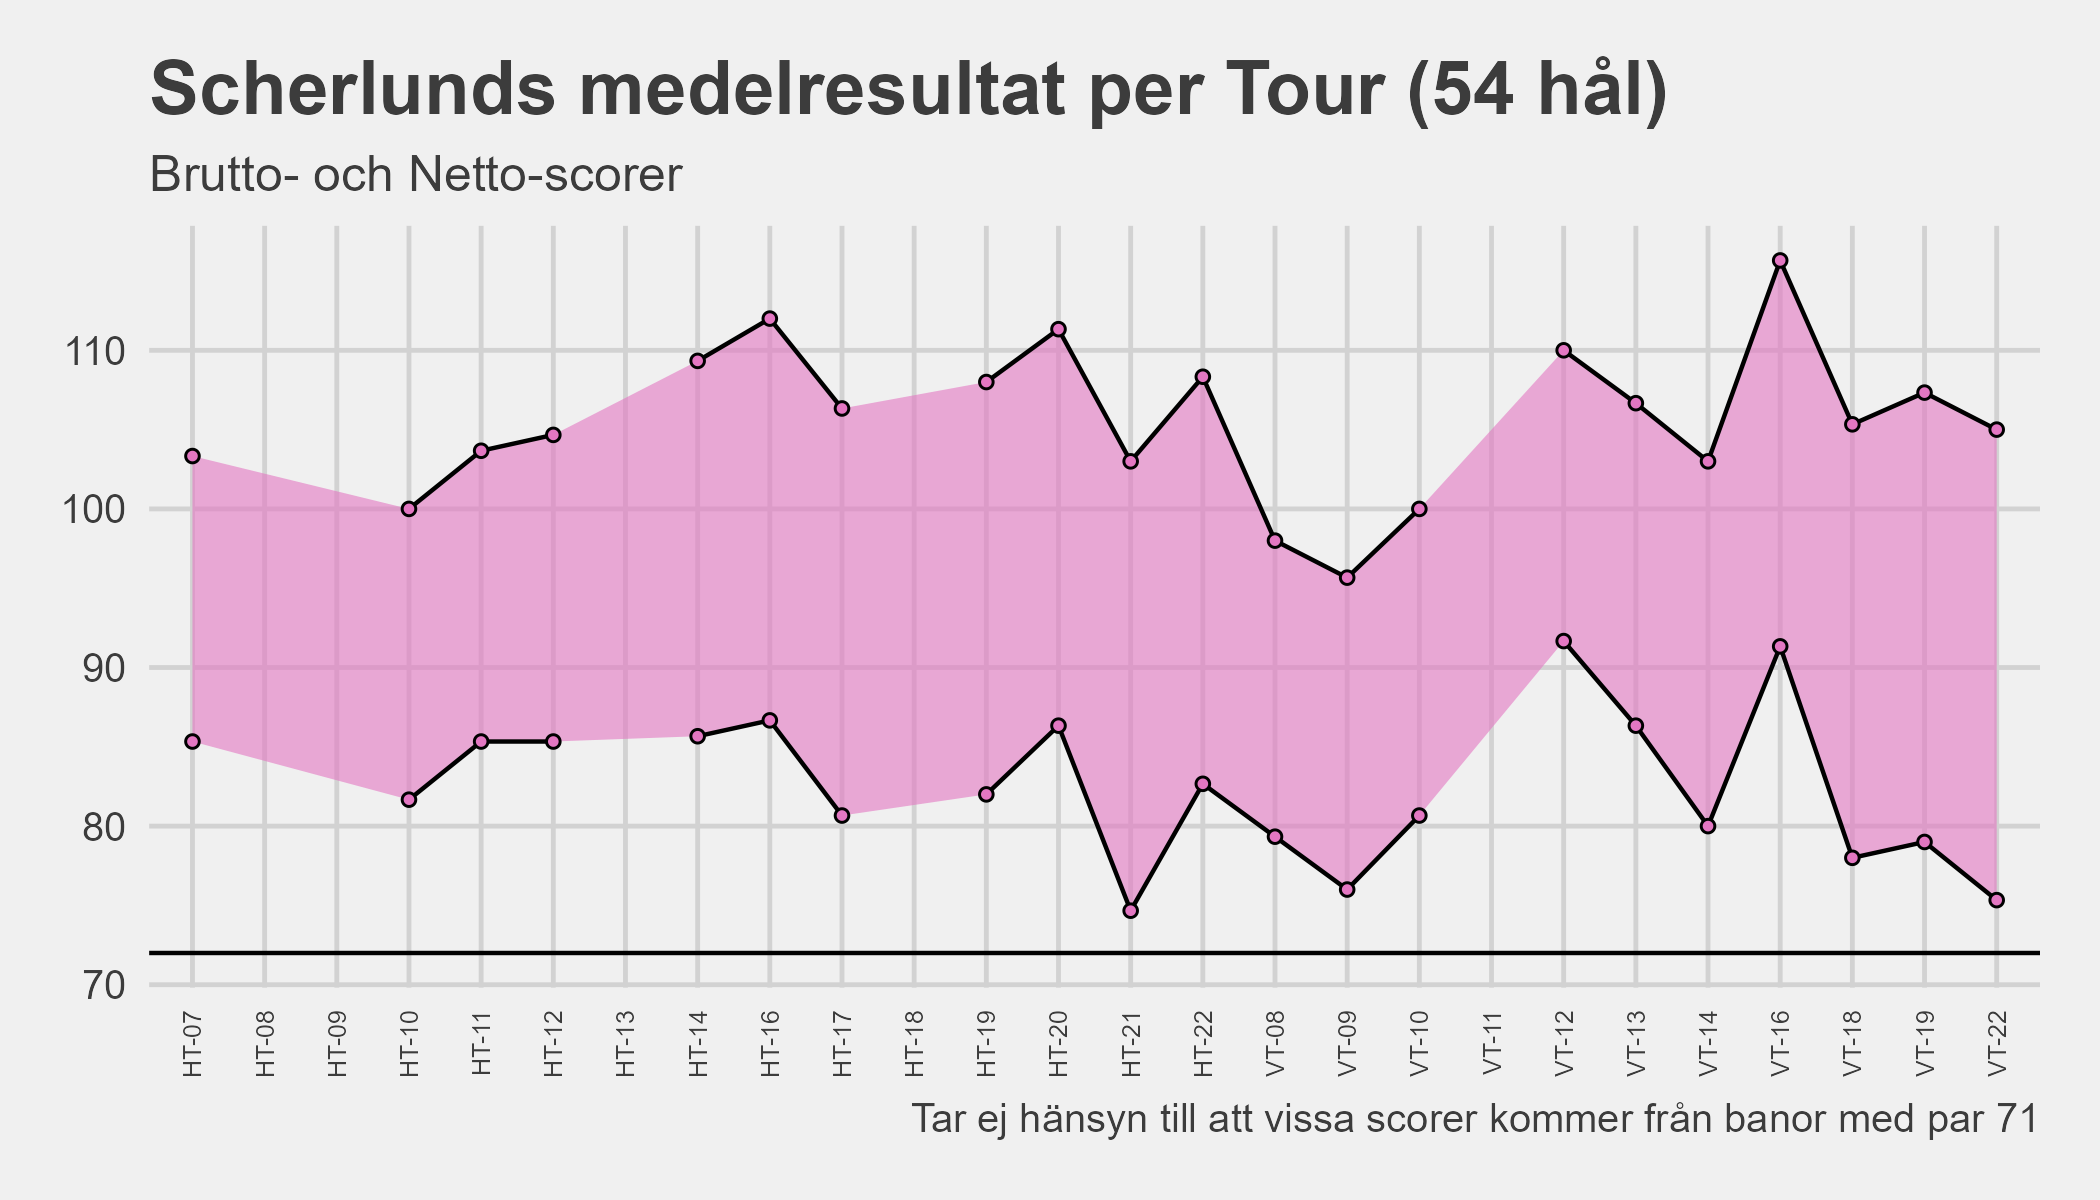 Scherlunds medelresultat per Tour (54 hål)
Brutto- och Netto-scorer
110
100
90
80
70
HT-07
HT-08
HT-09
HT-10
HT-11
HT-12
HT-13
HT-14
HT-16
HT-17
HT-18
HT-19
HT-20
HT-21
HT-22
VT-08
VT-09
VT-10
VT-11
VT-12
VT-13
VT-14
VT-16
VT-18
VT-19
VT-22
Tar ej hänsyn till att vissa scorer kommer från banor med par 71